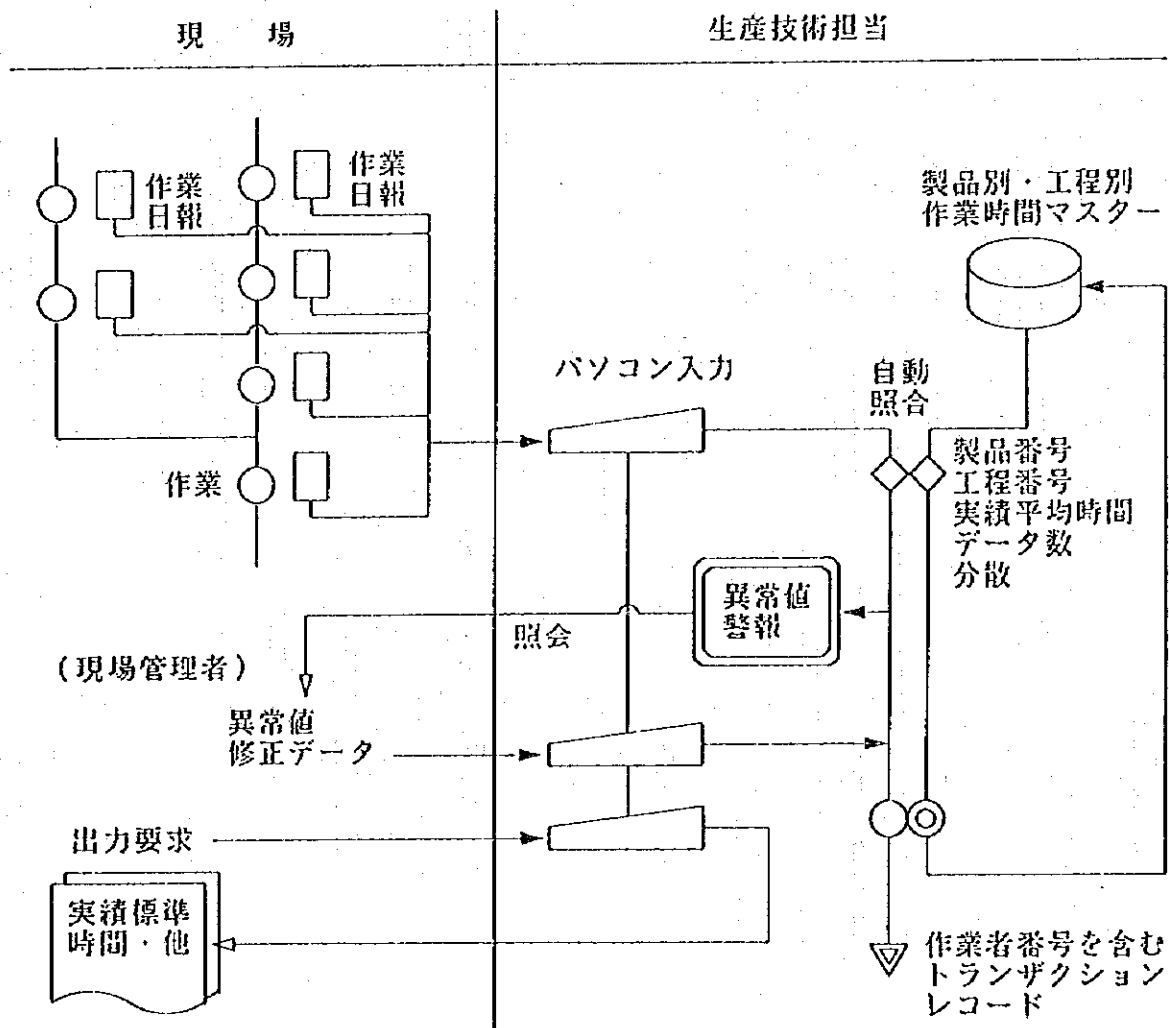 現場
生産技術担当
作業
日報
作業
日報
製品別・工程別
作業時間マスター
パソコン入力
自動
照合
製品番号
工程番号
実績平均時間
データ数
分散
作業
異常値
警報
照会
(現場管理者)
異常値
修正データ
出力要求
実績標準
時間・他
作業者番号を含む
トランザクション
レコード